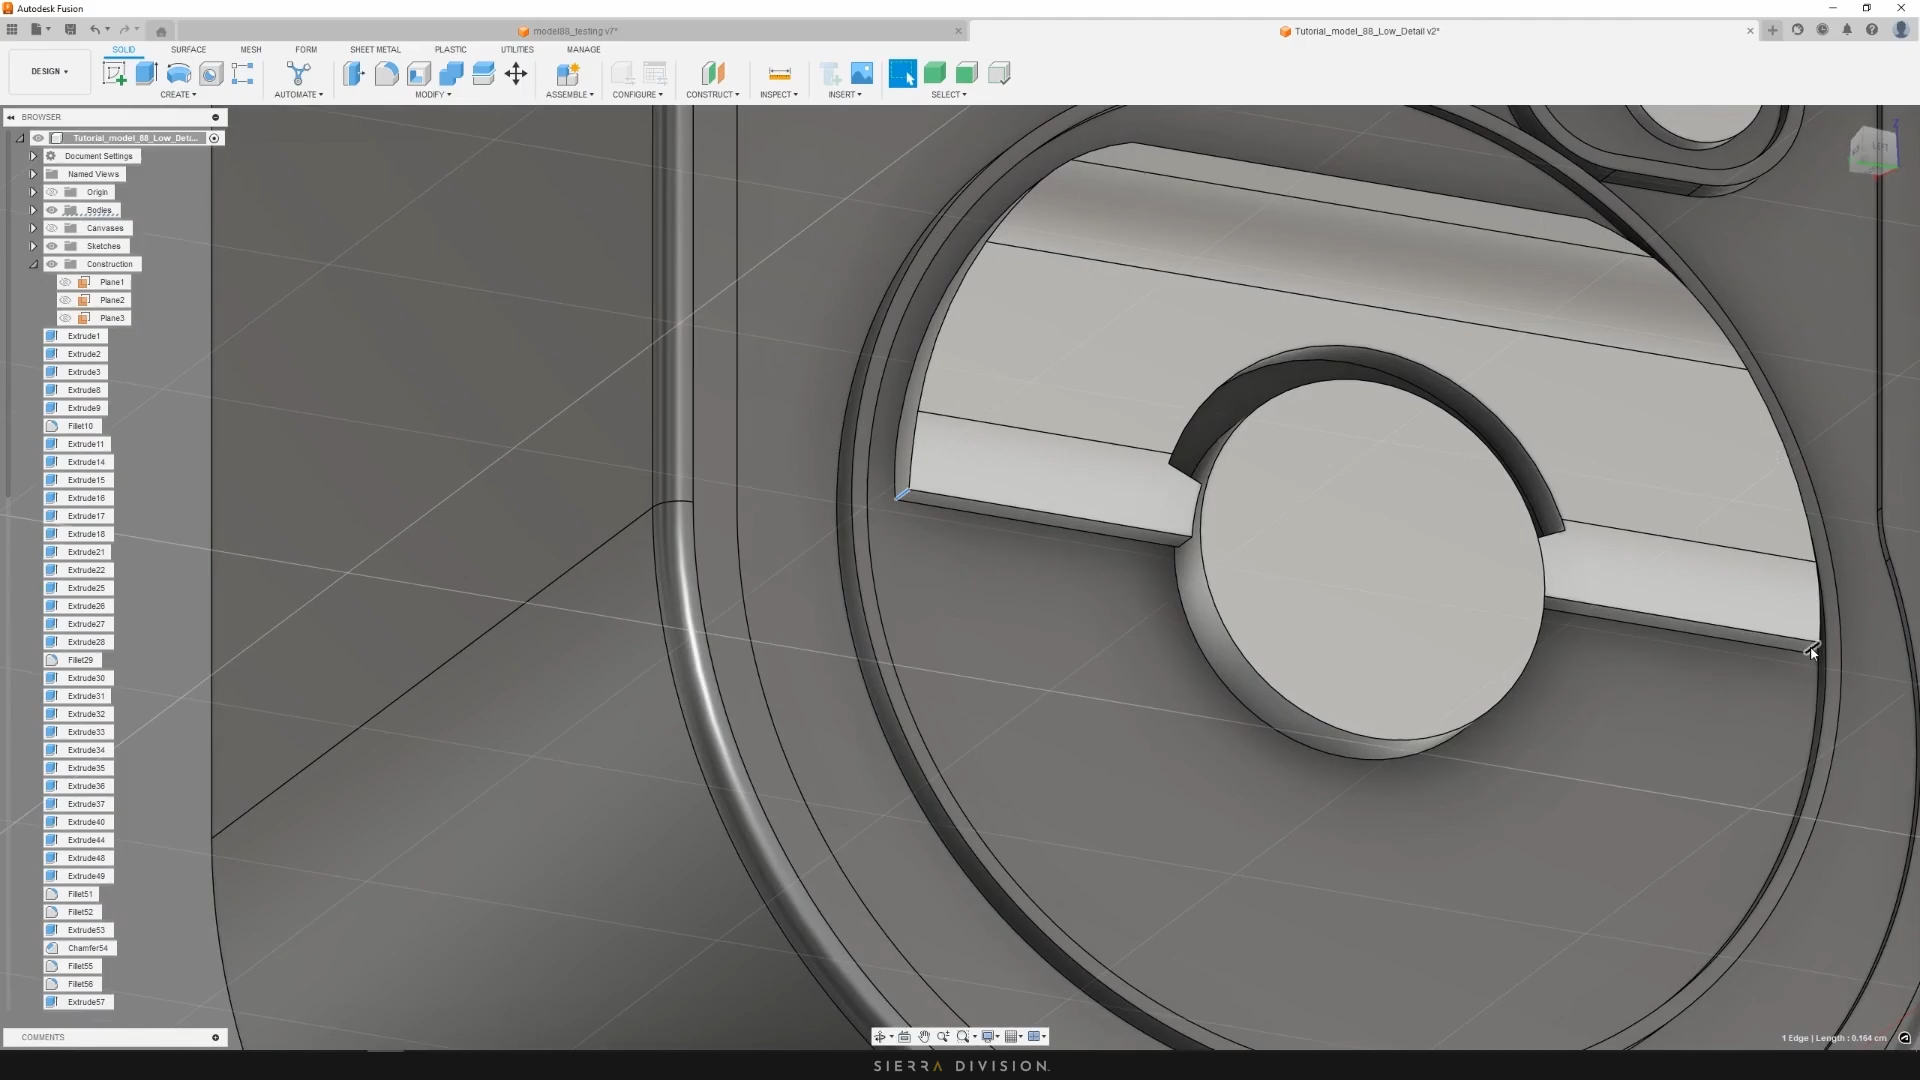 Autodesk Fusion
model88_testing v7*
Tutorial_model_88_Low_Detail v2*
DESIGN
SOLID SURFACE MESH FORM SHEET METAL PLASTIC UTILITIES MANAGE
CREATE AUTOMATE MODIFY ASSEMBLE CONFIGURE CONSTRUCT INSPECT INSERT SELECT
BROWSER
Tutorial_model_88_Low_Det...
Document Settings
Named Views
Origin
Bodies
Canvases
Sketches
Construction
Plane1
Plane2
Plane3
Extrude1
Extrude2
Extrude3
Extrude8
Extrude9
Fillet10
Extrude11
Extrude14
Extrude15
Extrude16
Extrude17
Extrude18
Extrude21
Extrude22
Extrude25
Extrude26
Extrude27
Extrude28
Fillet29
Extrude30
Extrude31
Extrude32
Extrude33
Extrude34
Extrude35
Extrude36
Extrude37
Extrude40
Extrude44
Extrude48
Extrude49
Fillet51
Fillet52
Extrude53
Chamfer54
Fillet55
Fillet56
Extrude57
COMMENTS
LEFT
Z
1 Edge | Length : 0.164 cm
SIERRA DIVISION.